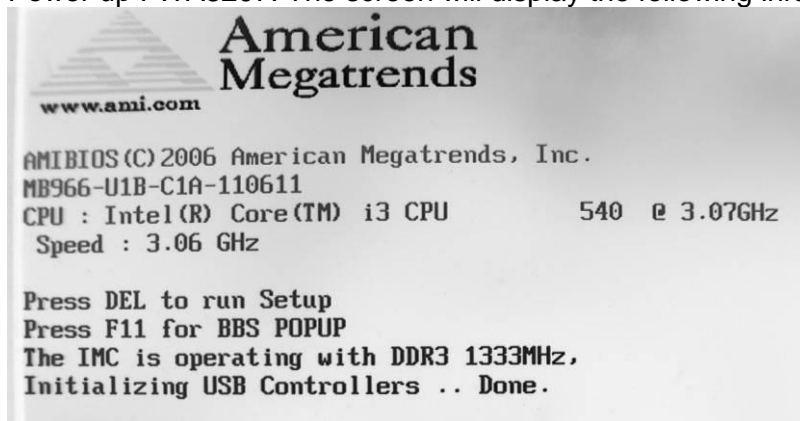 American
Megatrends
www.ami.com
AMIBIOS(C)2006 American Megatrends, Inc.
MB966-U1B-C1A-110611
CPU : Intel(R) Core(TM) i3 CPU 540 @ 3.07GHz
Speed : 3.06 GHz
Press DEL to run Setup
Press F11 for BBS POPUP
The IMC is operating with DDR3 1333MHz,
Initializing USB Controllers .. Done.